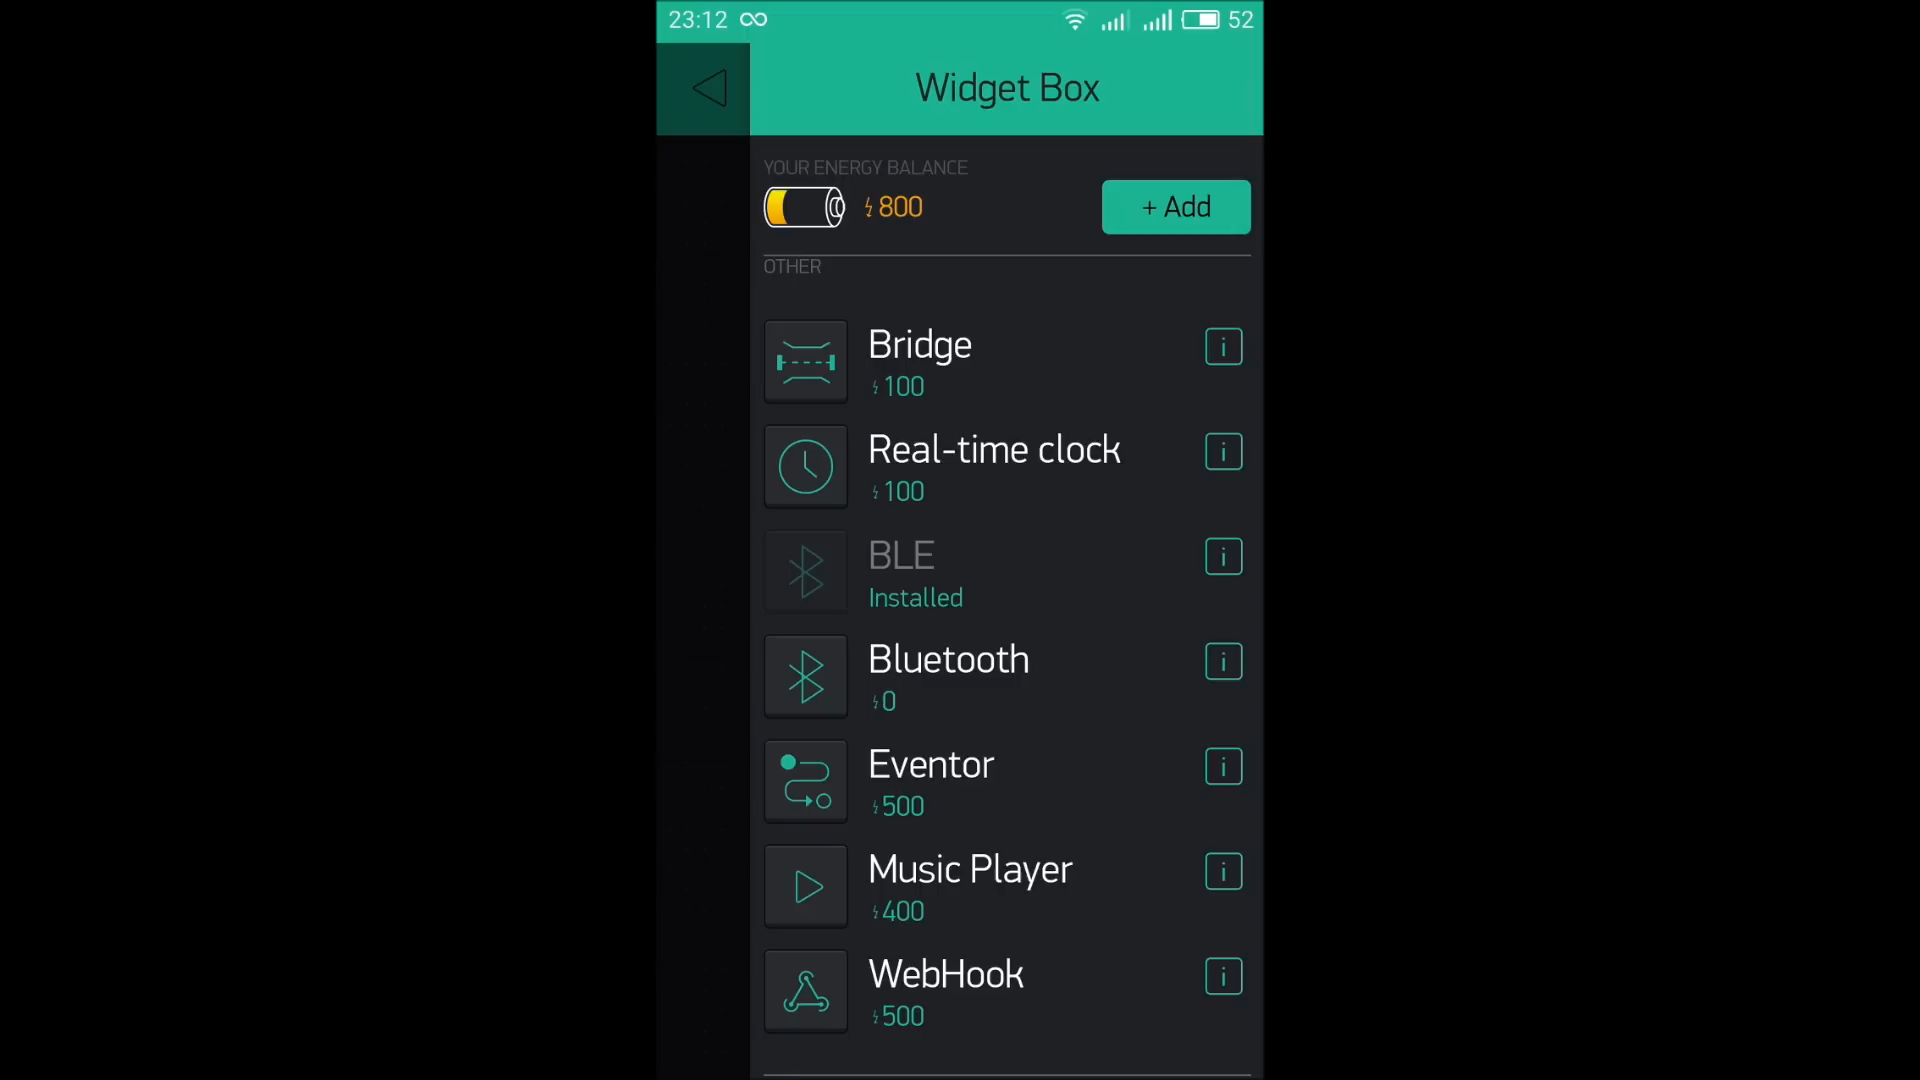 23:12 52
Widget Box
YOUR ENERGY BALANCE
800
+ Add
OTHER
Bridge
100
Real-time clock
100
BLE
Installed
Bluetooth
0
Eventor
500
Music Player
400
WebHook
500